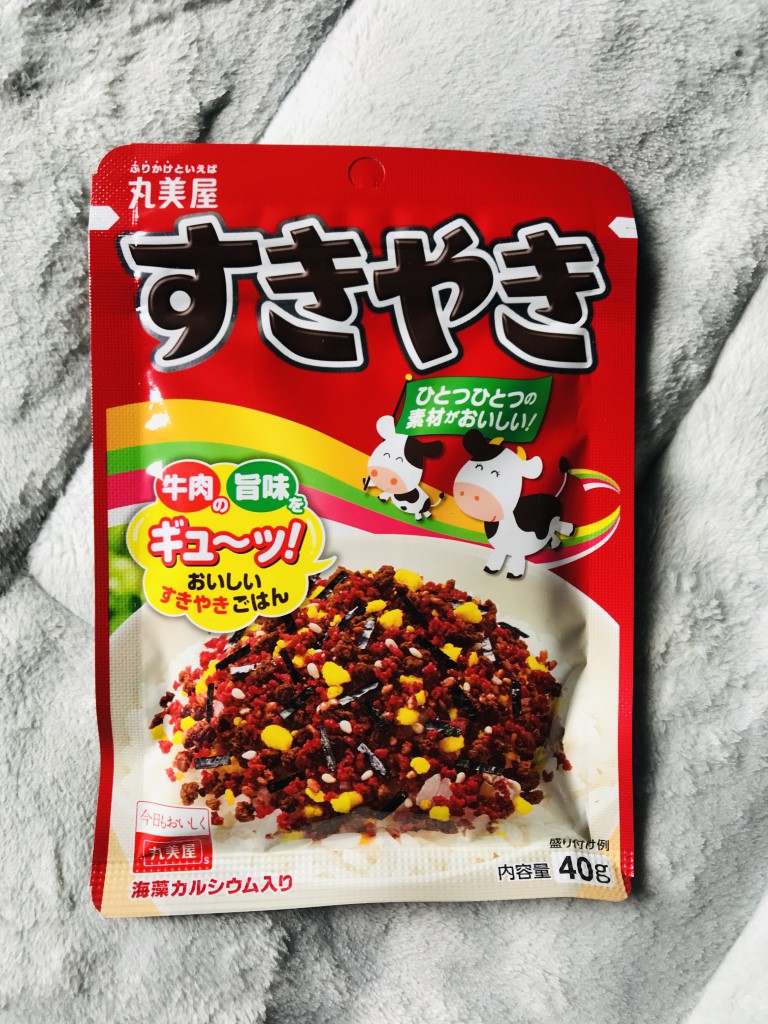 ふりかけといえば
丸美屋
すきやき
ひとつひとつの
素材がおいしい!
牛肉の旨味を
ギュ〜ッ!
おいしい
すきやきごはん
今日もおいしく
丸美屋
s
盛り付け例
海藻カルシウム入り
内容量 40g